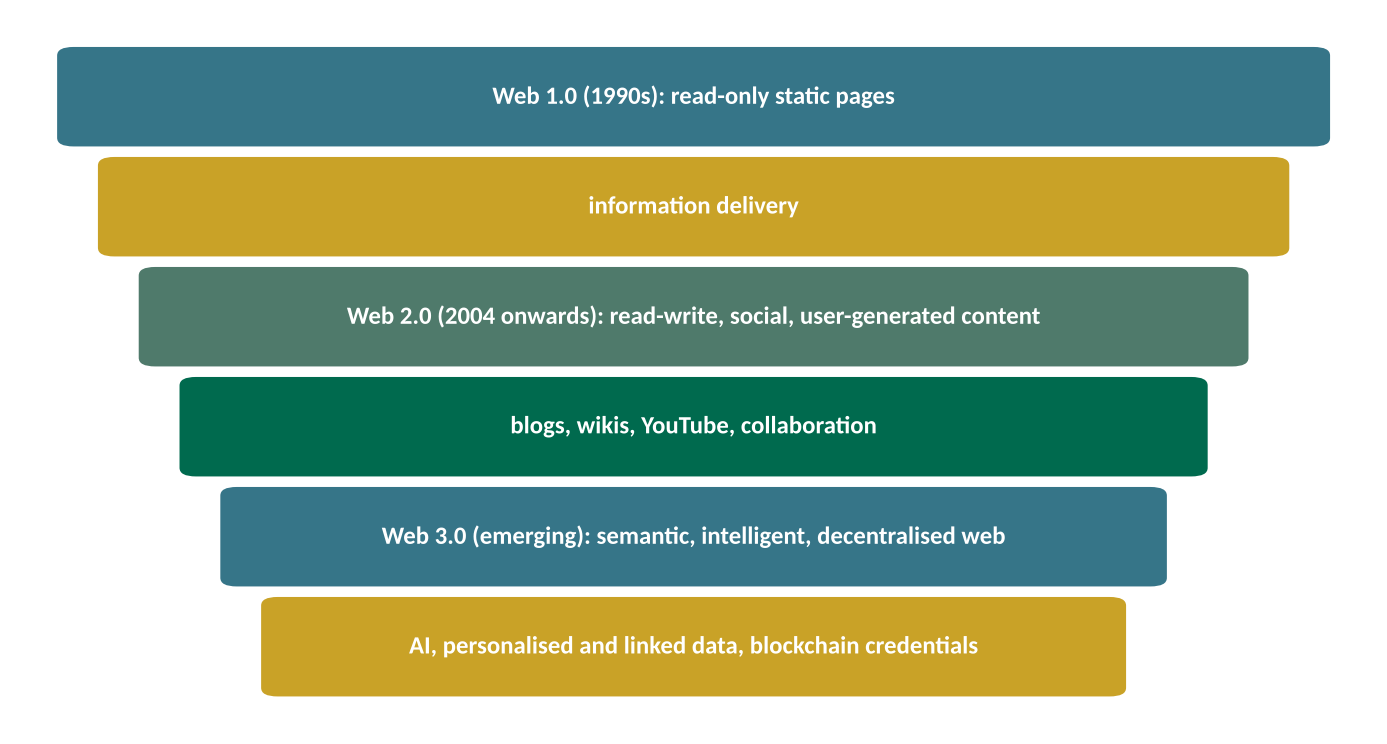 Web 1.0 (1990s): read-only static pages
information delivery
Web 2.0 (2004 onwards): read-write, social, user-generated content
blogs, wikis, YouTube, collaboration
Web 3.0 (emerging): semantic, intelligent, decentralised web
AI, personalised and linked data, blockchain credentials